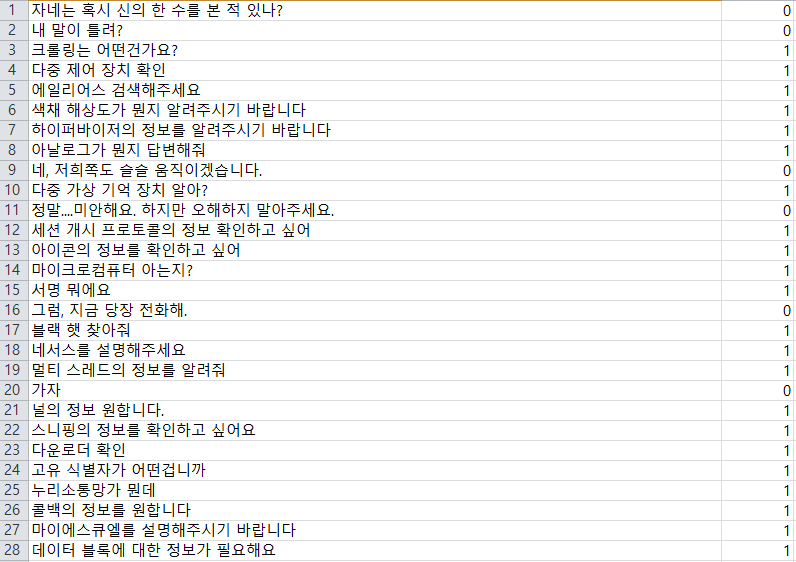 1 자네는 혹시 신의 한 수를 본 적 있나? 0
2 내 말이 틀려? 0
3 크롤링는 어떤건가요? 1
4 다중 제어 장치 확인 1
5 에일리어스 검색해주세요 1
6 색채 해상도가 뭔지 알려주시기 바랍니다 1
7 하이퍼바이저의 정보를 알려주시기 바랍니다 1
8 아날로그가 뭔지 답변해줘 1
9 네, 저희쪽도 슬슬 움직이겠습니다. 0
10 다중 가상 기억 장치 알아? 1
11 정말....미안해요. 하지만 오해하지 말아주세요. 0
12 세션 개시 프로토콜의 정보 확인하고 싶어 1
13 아이콘의 정보를 확인하고 싶어 1
14 마이크로컴퓨터 아는지? 1
15 서명 뭐에요 1
16 그럼, 지금 당장 전화해. 0
17 블랙 햇 찾아줘 1
18 네서스를 설명해주세요 1
19 멀티 스레드의 정보를 알려줘 1
20 가자 0
21 널의 정보 원합니다. 1
22 스니핑의 정보를 확인하고 싶어요 1
23 다운로더 확인 1
24 고유 식별자가 어떤겁니까 1
25 누리소통망가 뭔데 1
26 콜백의 정보를 원합니다 1
27 마이에스큐엘를 설명해주시기 바랍니다 1
28 데이터 블록에 대한 정보가 필요해요 1